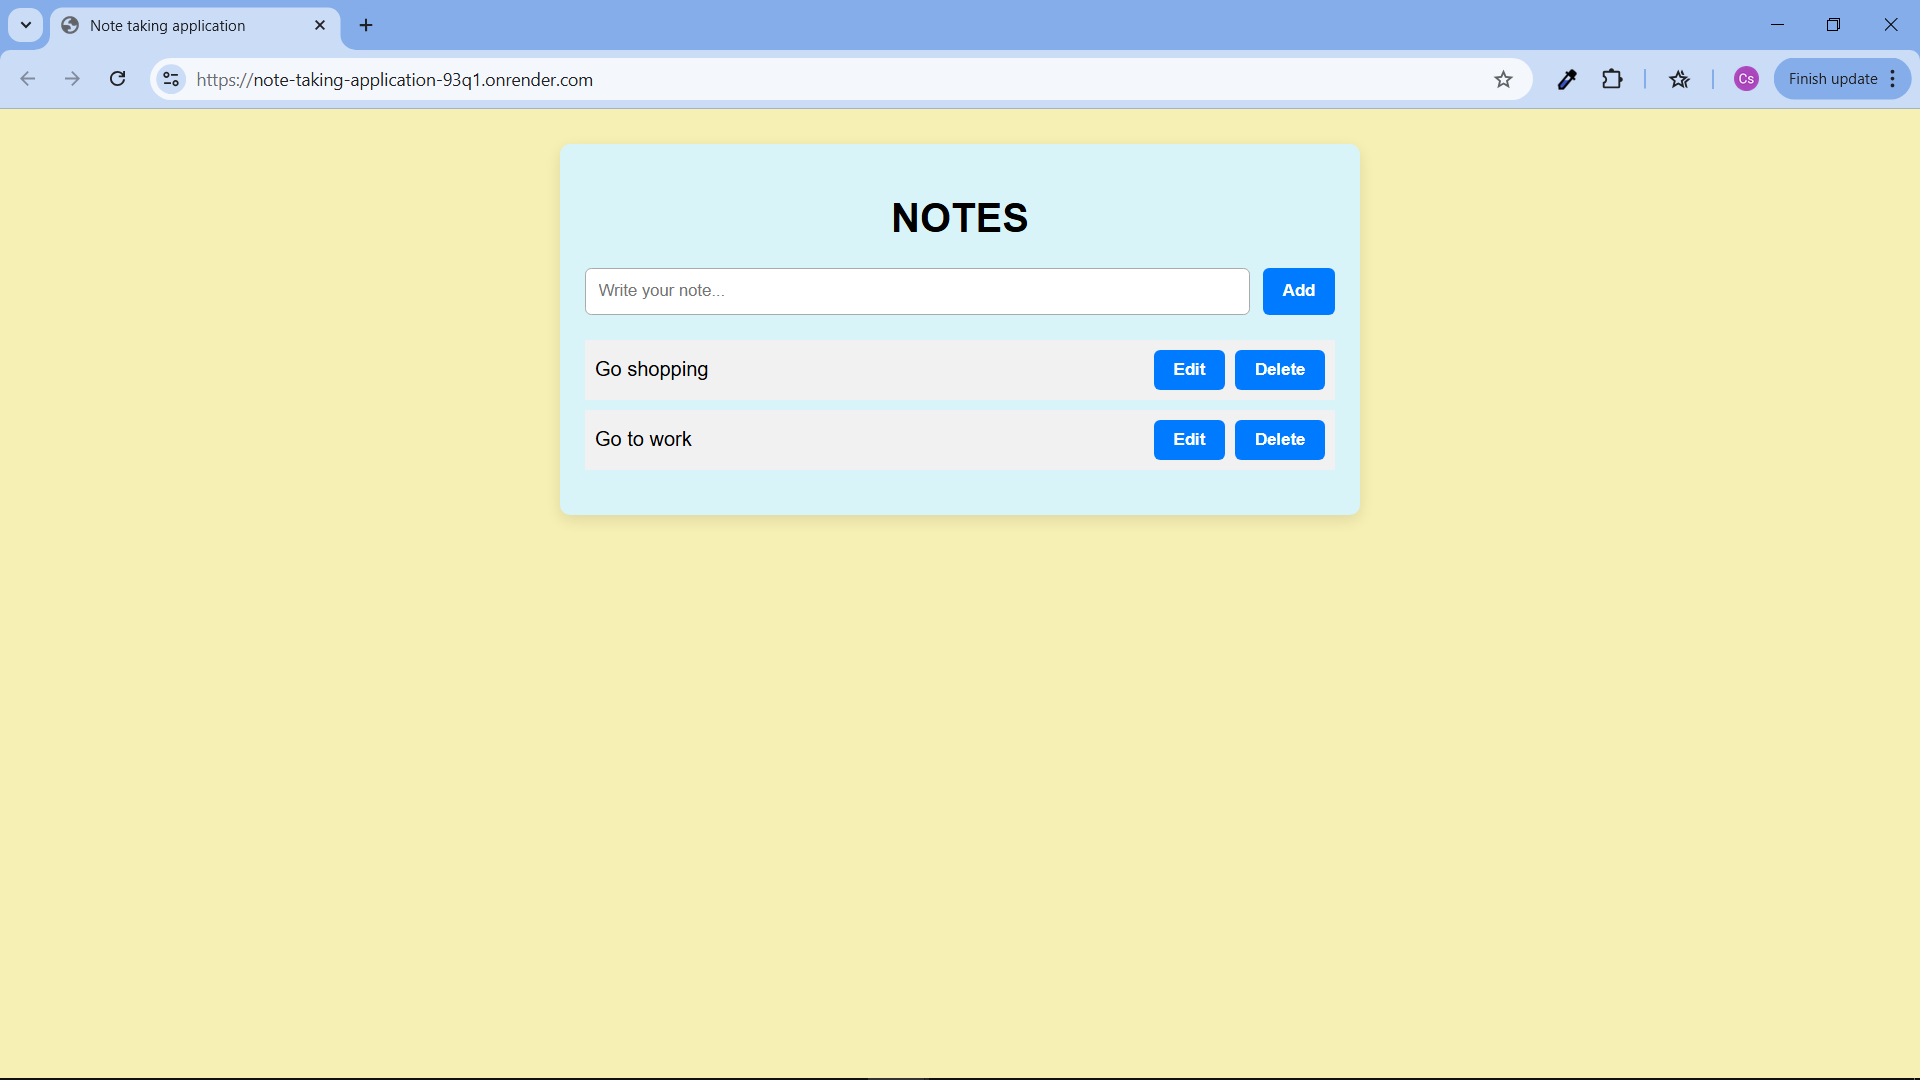 Note taking application
https://note-taking-application-93q1.onrender.com
Cs
Finish update
NOTES
Write your note...
Add
Go shopping
Edit
Delete
Go to work
Edit
Delete